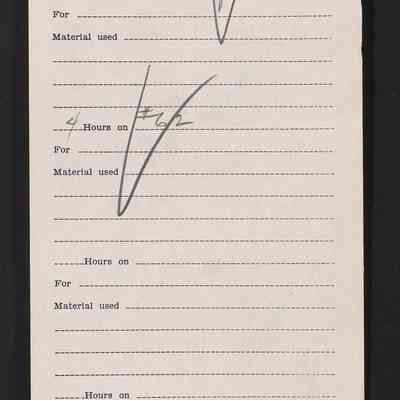 For
Material used
4 Hours on #62
For
Material used
Hours on
For
Material used
Hours on